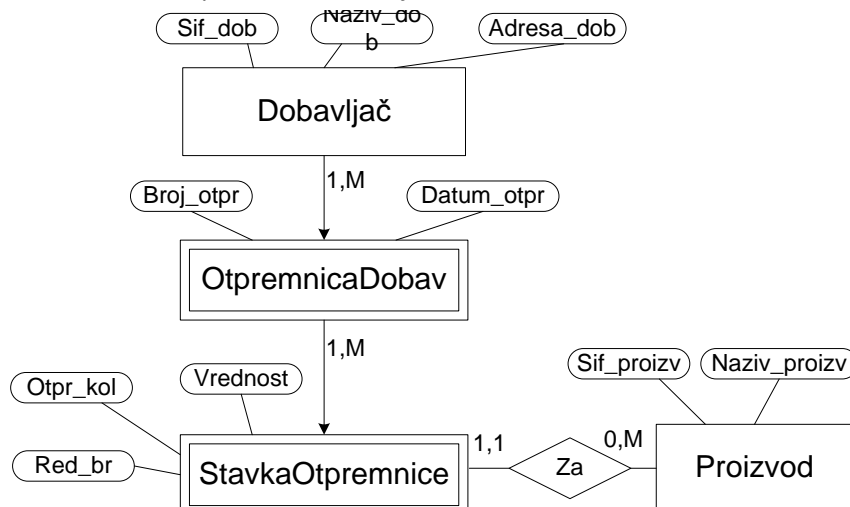 Sif_dob
Naziv_do
b
Adresa_dob
Dobavljač
1,M
Broj_otpr
Datum_otpr
OtpremnicaDobav
1,M
Otpr_kol
Vrednost
Sif_proizv
Naziv_proizv
Red_br
StavkaOtpremnice
1,1
Za
0,M
Proizvod